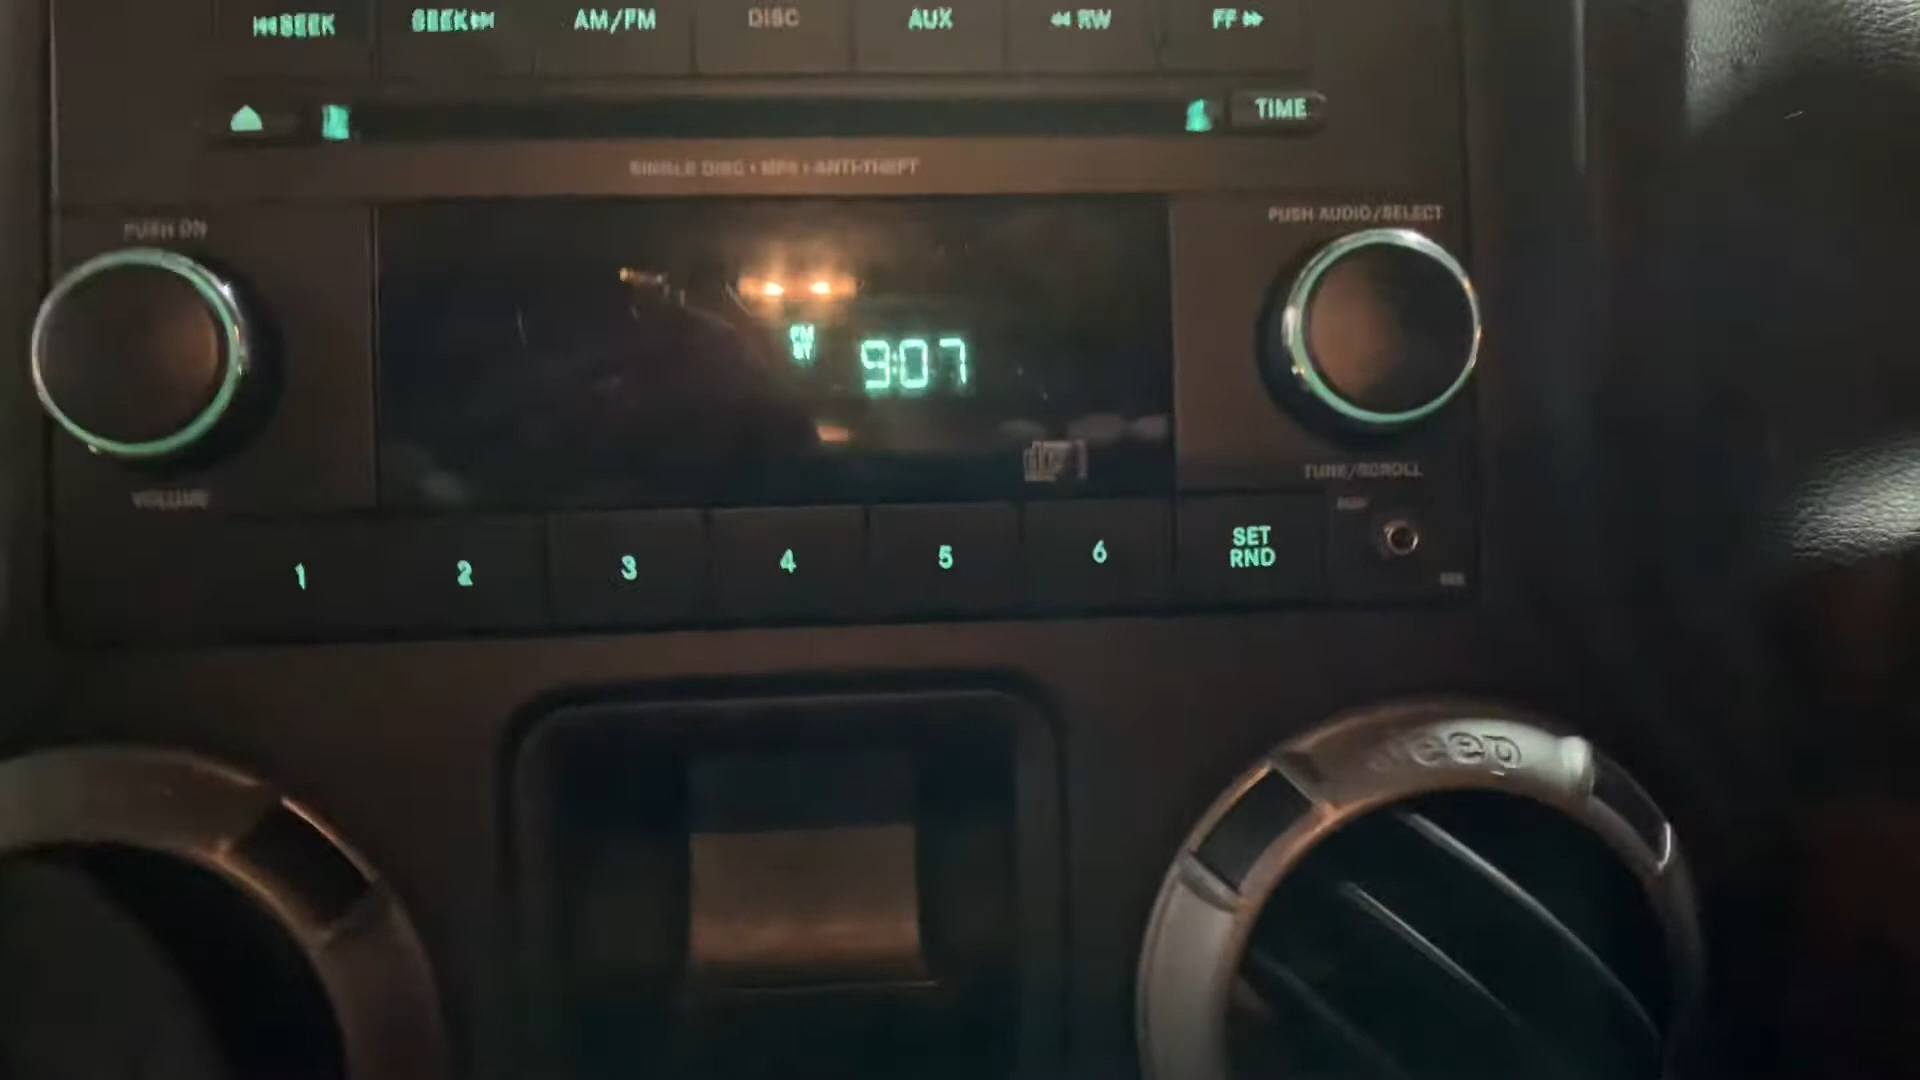 SEEK
SEEK
AM/FM
DISC
AUX
RW
FF
TIME
SINGLE DISC • MP3 • ANTI-THEFT
PUSH ON
PUSH AUDIO/SELECT
9:07
VOLUME
TUNE/SCROLL
1
2
3
4
5
6
SET
RND
Jeep